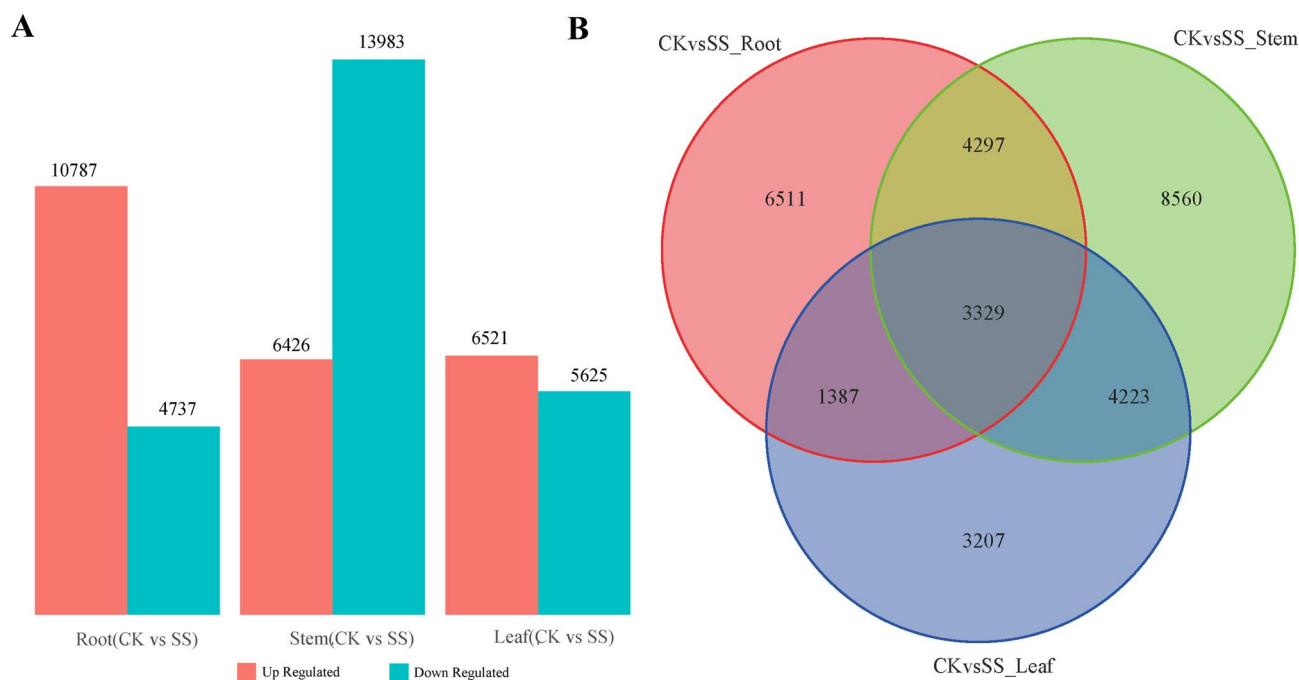 A
13983
10787
4737
6426
6521
5625
Root(CK vs SS)
Stem(CK vs SS)
Leaf(CK vs SS)
Up Regulated
Down Regulated
B
CKvsSS_Root
CKvsSS_Stem
4297
6511
8560
3329
1387
4223
3207
CKvsSS_Leaf